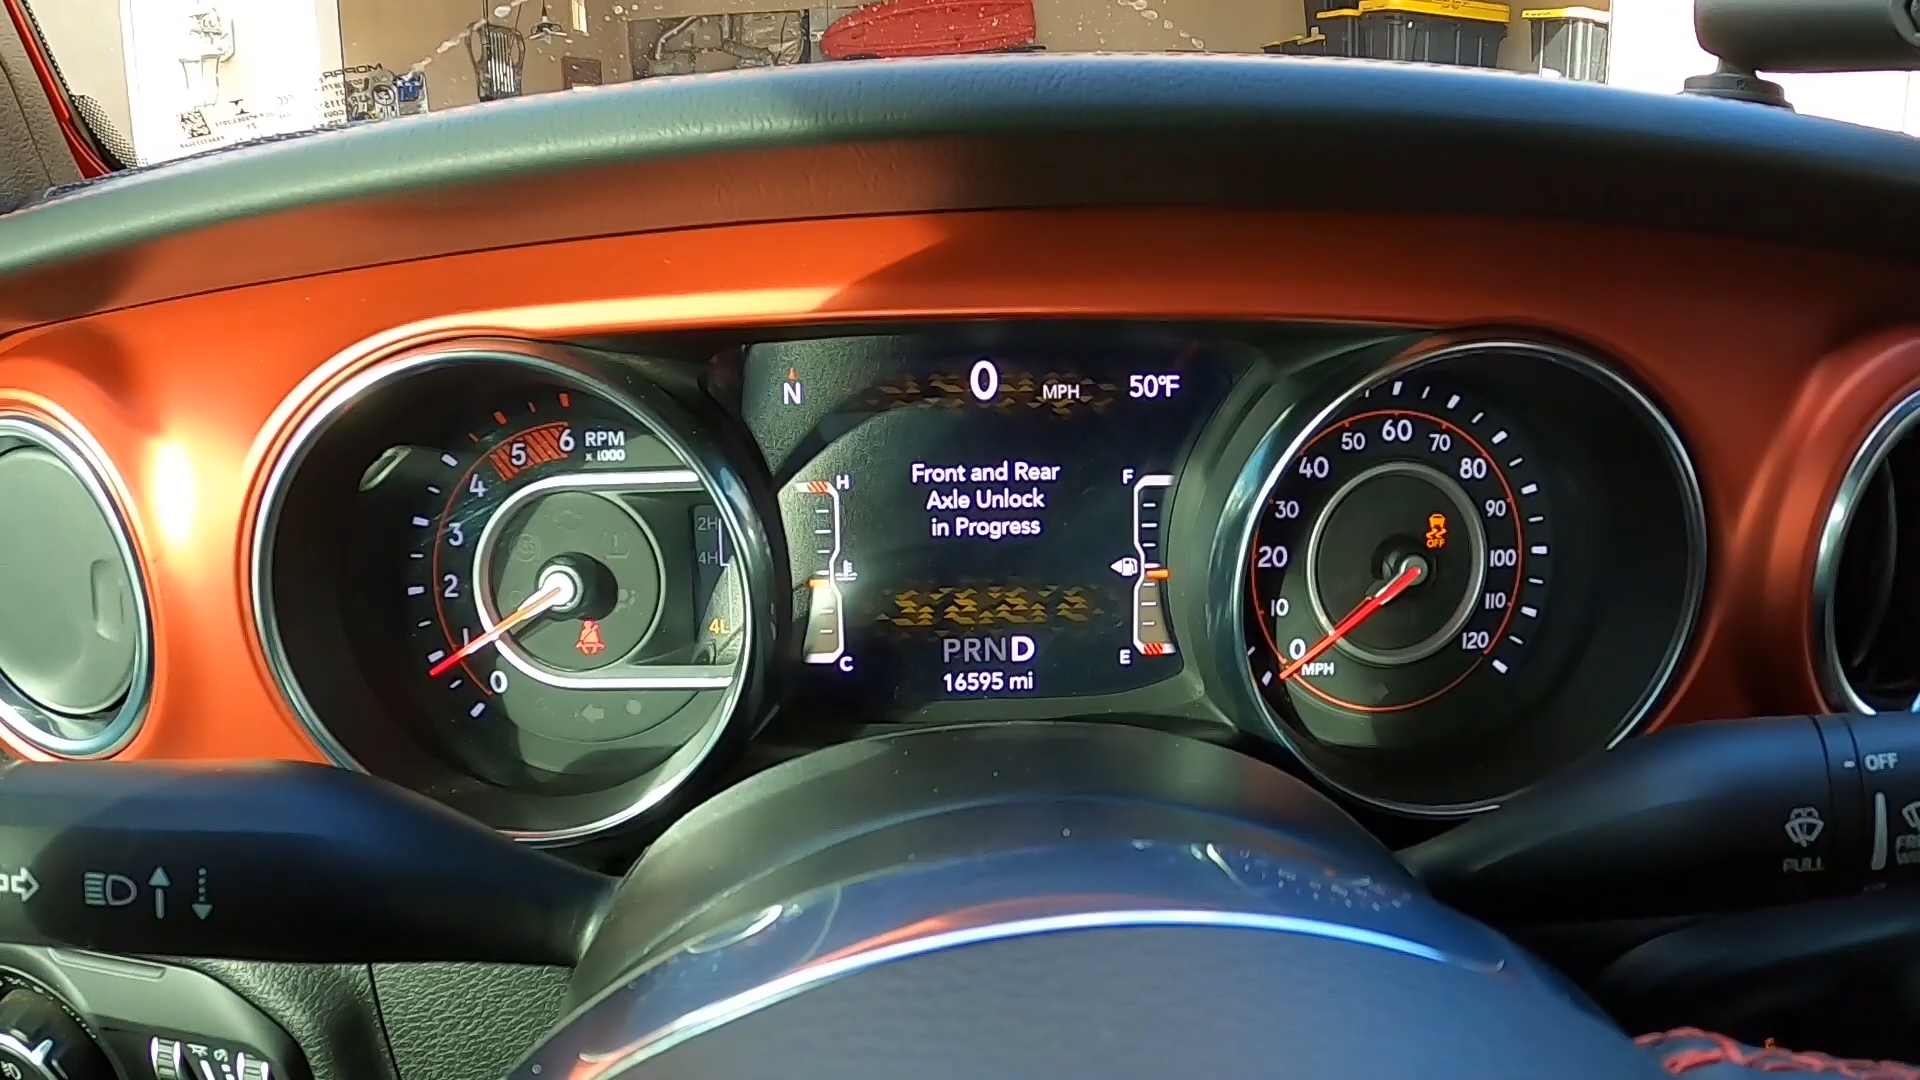 MOPAR
N
0 MPH
50°F
6 RPM
5 x 1000
4
3
2
1
0
2H
4H
4L
H
C
Front and Rear
Axle Unlock
in Progress
PRND
16595 mi
F
E
60
50 70
40 80
30 90
20 100
10 110
0 120
MPH
OFF
OFF
PULL